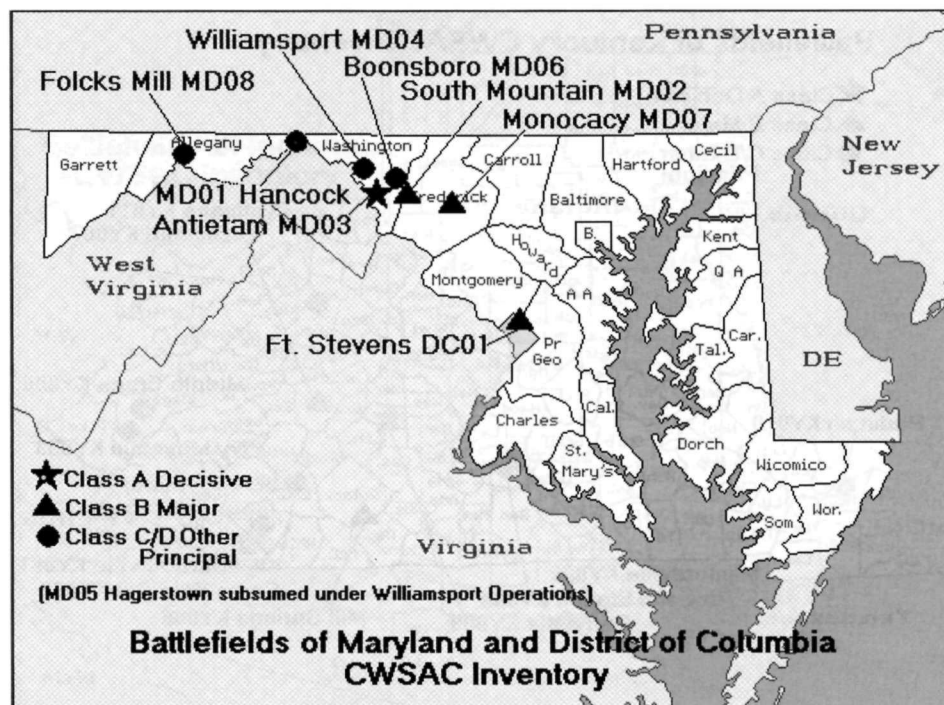 Pennsylvania
Williamsport MD04
Boonsboro MD06
Folcks Mill MD08
South Mountain MD02
Monocacy MD07
New
Jersey
Garrett
Allegany
Washington
Carroll
Hartford
Cecil
MD01 Hancock
Antietam MD03
Frederick
Baltimore
B.
Kent
West
Virginia
Howard
Montgomery
Q A
A A
Ft. Stevens DC01
Pr
Geo
Tal.
Car.
DE
Cal.
Charles
St.
Mary's
Dorch
Wicomico
Som
Wor.
Class A Decisive
Class B Major
Class C/D Other
Principal
Virginia
(MD05 Hagerstown subsumed under Williamsport Operations)
Battlefields of Maryland and District of Columbia
CWSAC Inventory